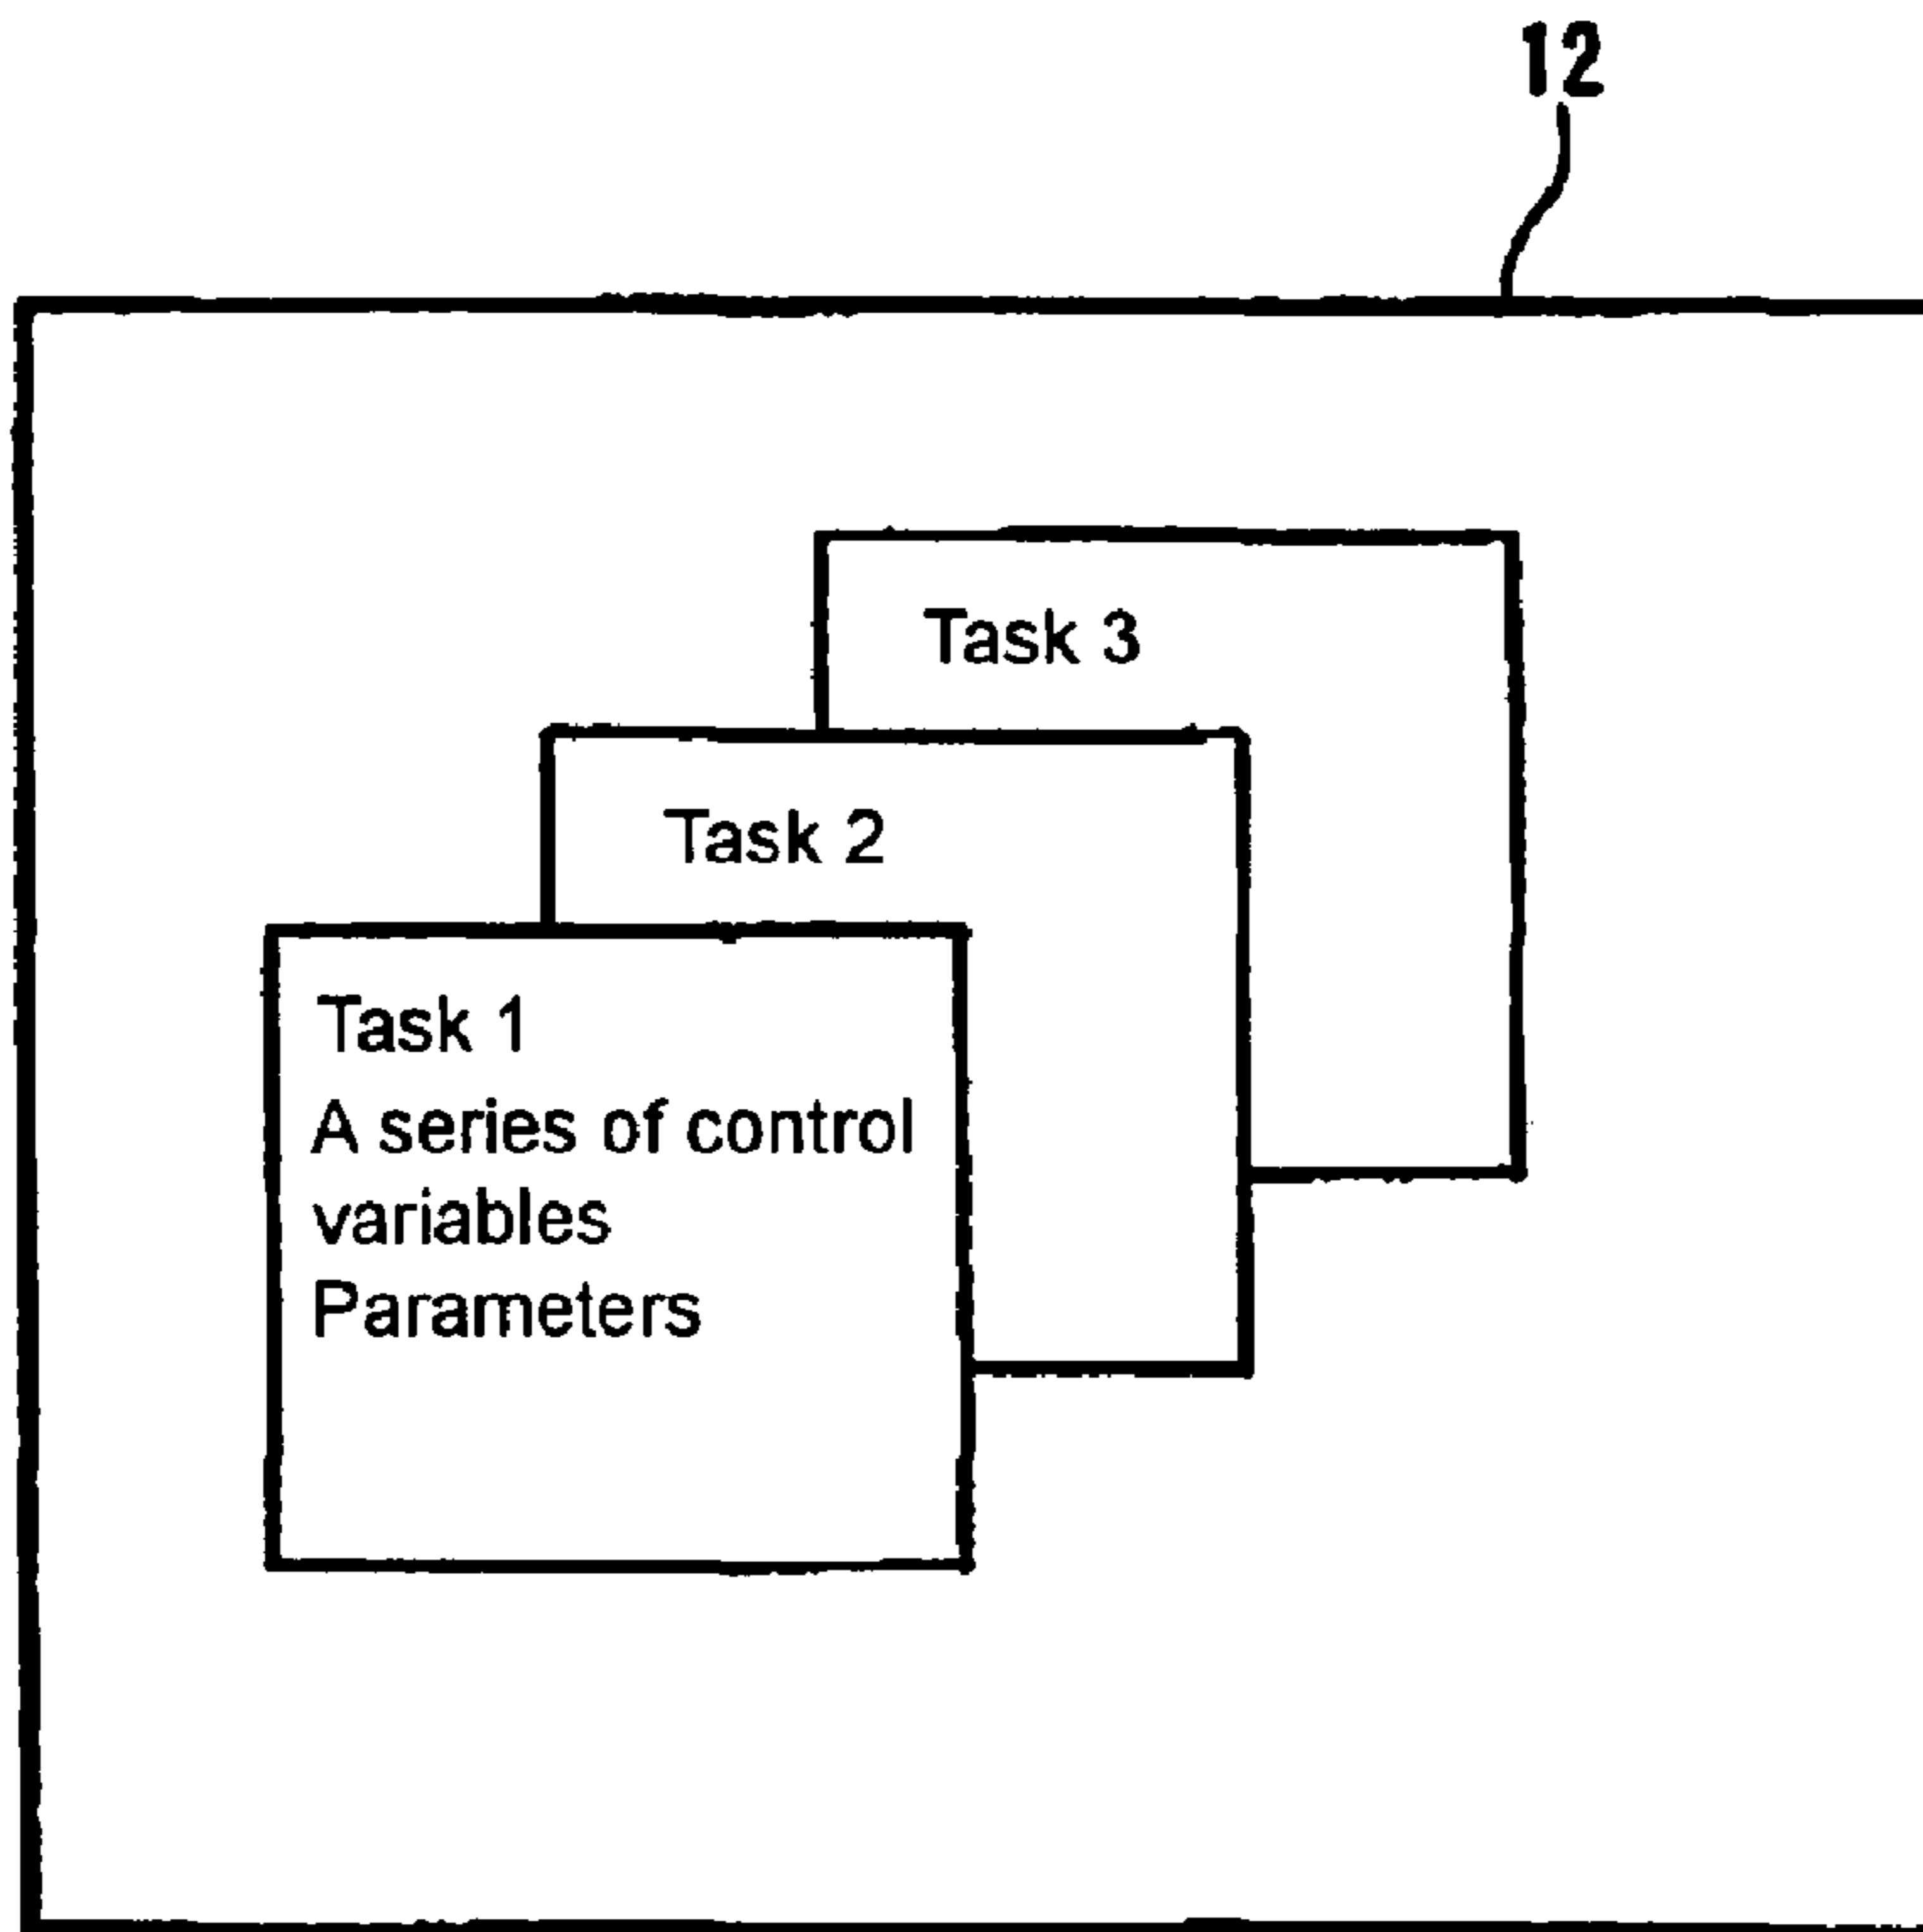 12
Task 3
Task 2
Task 1
A series of control
variables
Parameters